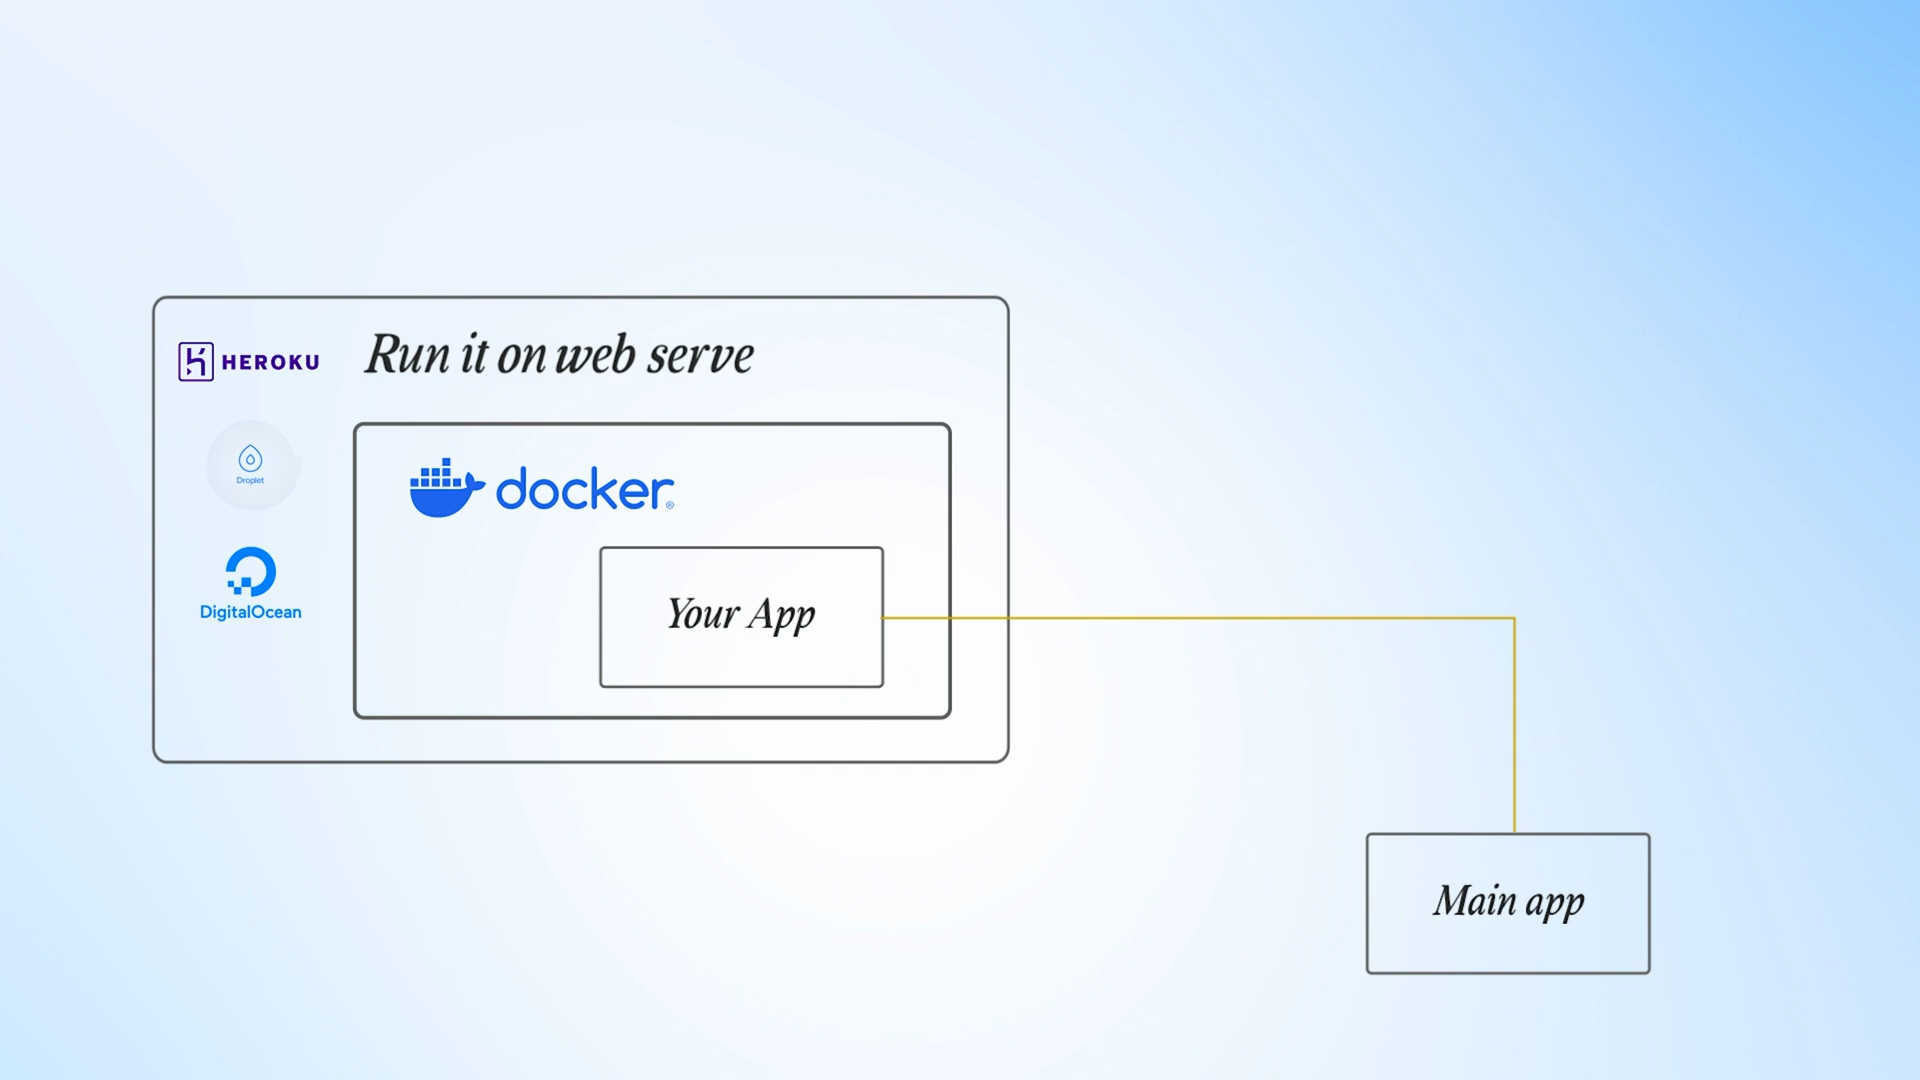 HEROKU
Run it on web serve
Droplet
docker®
DigitalOcean
Your App
Main app